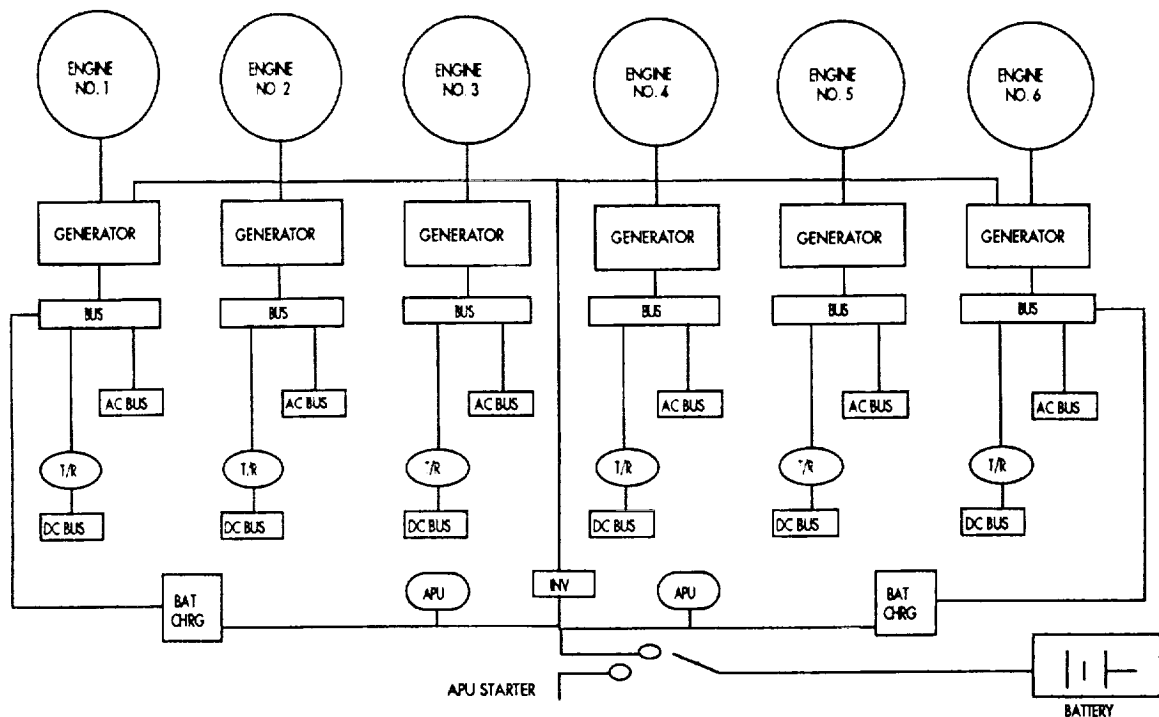 ENGINE
NO. 1
ENGINE
NO. 2
ENGINE
NO. 3
ENGINE
NO. 4
ENGINE
NO. 5
ENGINE
NO. 6
GENERATOR
GENERATOR
GENERATOR
GENERATOR
GENERATOR
GENERATOR
BUS
BUS
BUS
BUS
BUS
BUS
AC BUS
AC BUS
AC BUS
AC BUS
AC BUS
AC BUS
T/R
T/R
T/R
T/R
T/R
T/R
DC BUS
DC BUS
DC BUS
DC BUS
DC BUS
DC BUS
BAT
CHRG
APU
INV
APU
BAT
CHRG
APU STARTER
BATTERY